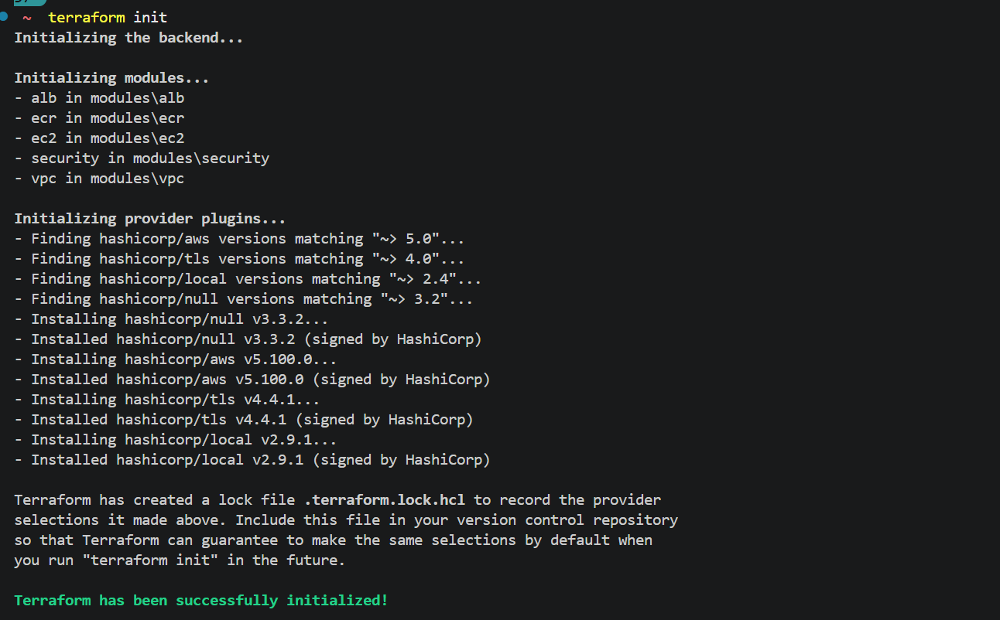 ~ terraform init
Initializing the backend...
Initializing modules...
- alb in modules\alb
- ecr in modules\ecr
- ec2 in modules\ec2
- security in modules\security
- vpc in modules\vpc
Initializing provider plugins...
- Finding hashicorp/aws versions matching "~> 5.0"...
- Finding hashicorp/tls versions matching "~> 4.0"...
- Finding hashicorp/local versions matching "~> 2.4"...
- Finding hashicorp/null versions matching "~> 3.2"...
- Installing hashicorp/null v3.3.2...
- Installed hashicorp/null v3.3.2 (signed by HashiCorp)
- Installing hashicorp/aws v5.100.0...
- Installed hashicorp/aws v5.100.0 (signed by HashiCorp)
- Installing hashicorp/tls v4.4.1...
- Installed hashicorp/tls v4.4.1 (signed by HashiCorp)
- Installing hashicorp/local v2.9.1...
- Installed hashicorp/local v2.9.1 (signed by HashiCorp)
Terraform has created a lock file .terraform.lock.hcl to record the provider
selections it made above. Include this file in your version control repository
so that Terraform can guarantee to make the same selections by default when
you run "terraform init" in the future.
Terraform has been successfully initialized!